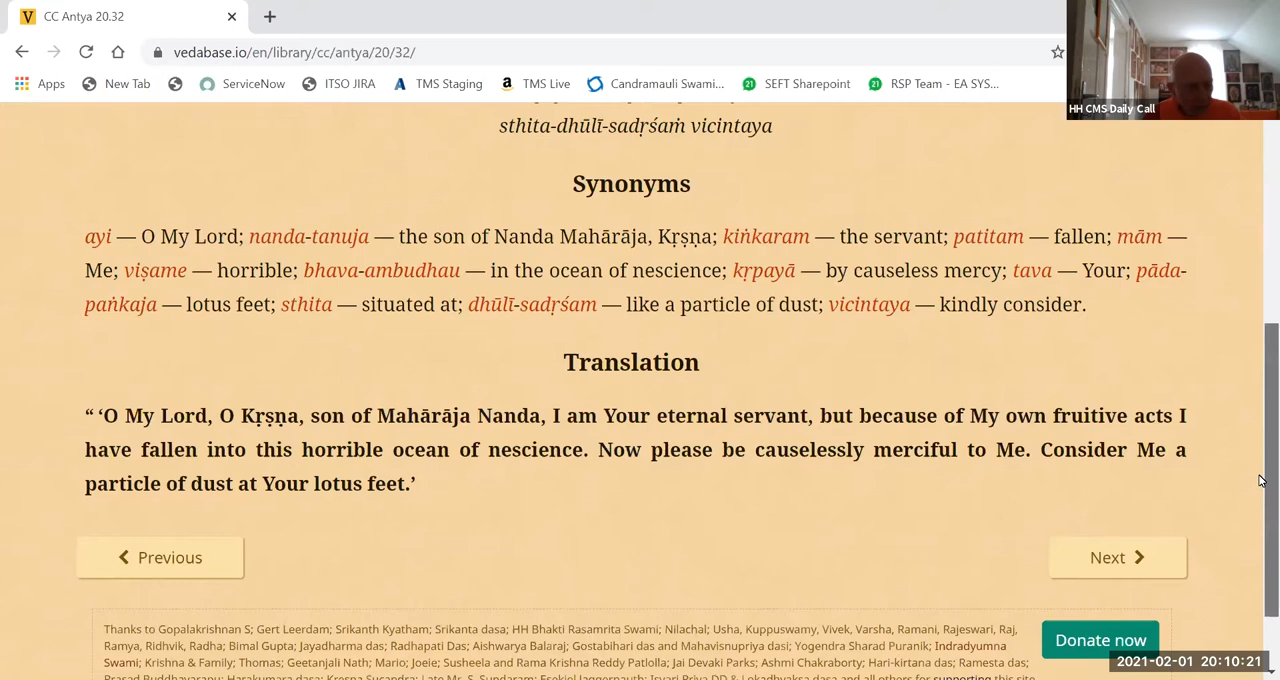 CC Antya 20.32
vedabase.io/en/library/cc/antya/20/32/
Apps New Tab ServiceNow ITSO JIRA TMS Staging TMS Live Candramauli Swami... SEFT Sharepoint RSP Team - EA SYS...
HH CMS Daily Call
sthita-dhūlī-sadṛśaṁ vicintaya
Synonyms
ayi — O My Lord; nanda-tanuja — the son of Nanda Mahārāja, Kṛṣṇa; kiṅkaram — the servant; patitam — fallen; mām —
Me; viṣame — horrible; bhava-ambudhau — in the ocean of nescience; kṛpayā — by causeless mercy; tava — Your; pāda-
paṅkaja — lotus feet; sthita — situated at; dhūlī-sadṛśam — like a particle of dust; vicintaya — kindly consider.
Translation
“ ‘O My Lord, O Kṛṣṇa, son of Mahārāja Nanda, I am Your eternal servant, but because of My own fruitive acts I
have fallen into this horrible ocean of nescience. Now please be causelessly merciful to Me. Consider Me a
particle of dust at Your lotus feet.’
Previous
Next
Thanks to Gopalakrishnan S; Gert Leerdam; Srikanth Kyatham; Srikanta dasa; HH Bhakti Rasamrita Swami; Nilachal; Usha, Kuppuswamy, Vivek, Varsha, Ramani, Rajeswari, Raj,
Ramya, Ridhvik, Radha; Bimal Gupta; Jayadharma das; Radhapati Das; Aishwarya Balaraj; Gostabihari das and Mahavisnupriya; Yogendra Sharad Puranik; Indradyumna
Swami; Krishna & Family; Thomas; Geetanjali Nath; Mario; Joeie; Susheela and Rama Krishna Reddy Patlolla; Jai Devaki Parks; Ashmi Chakraborty; Hari-kirtana das; Ramesta das;
Donate now
2021-02-01 20:10:21